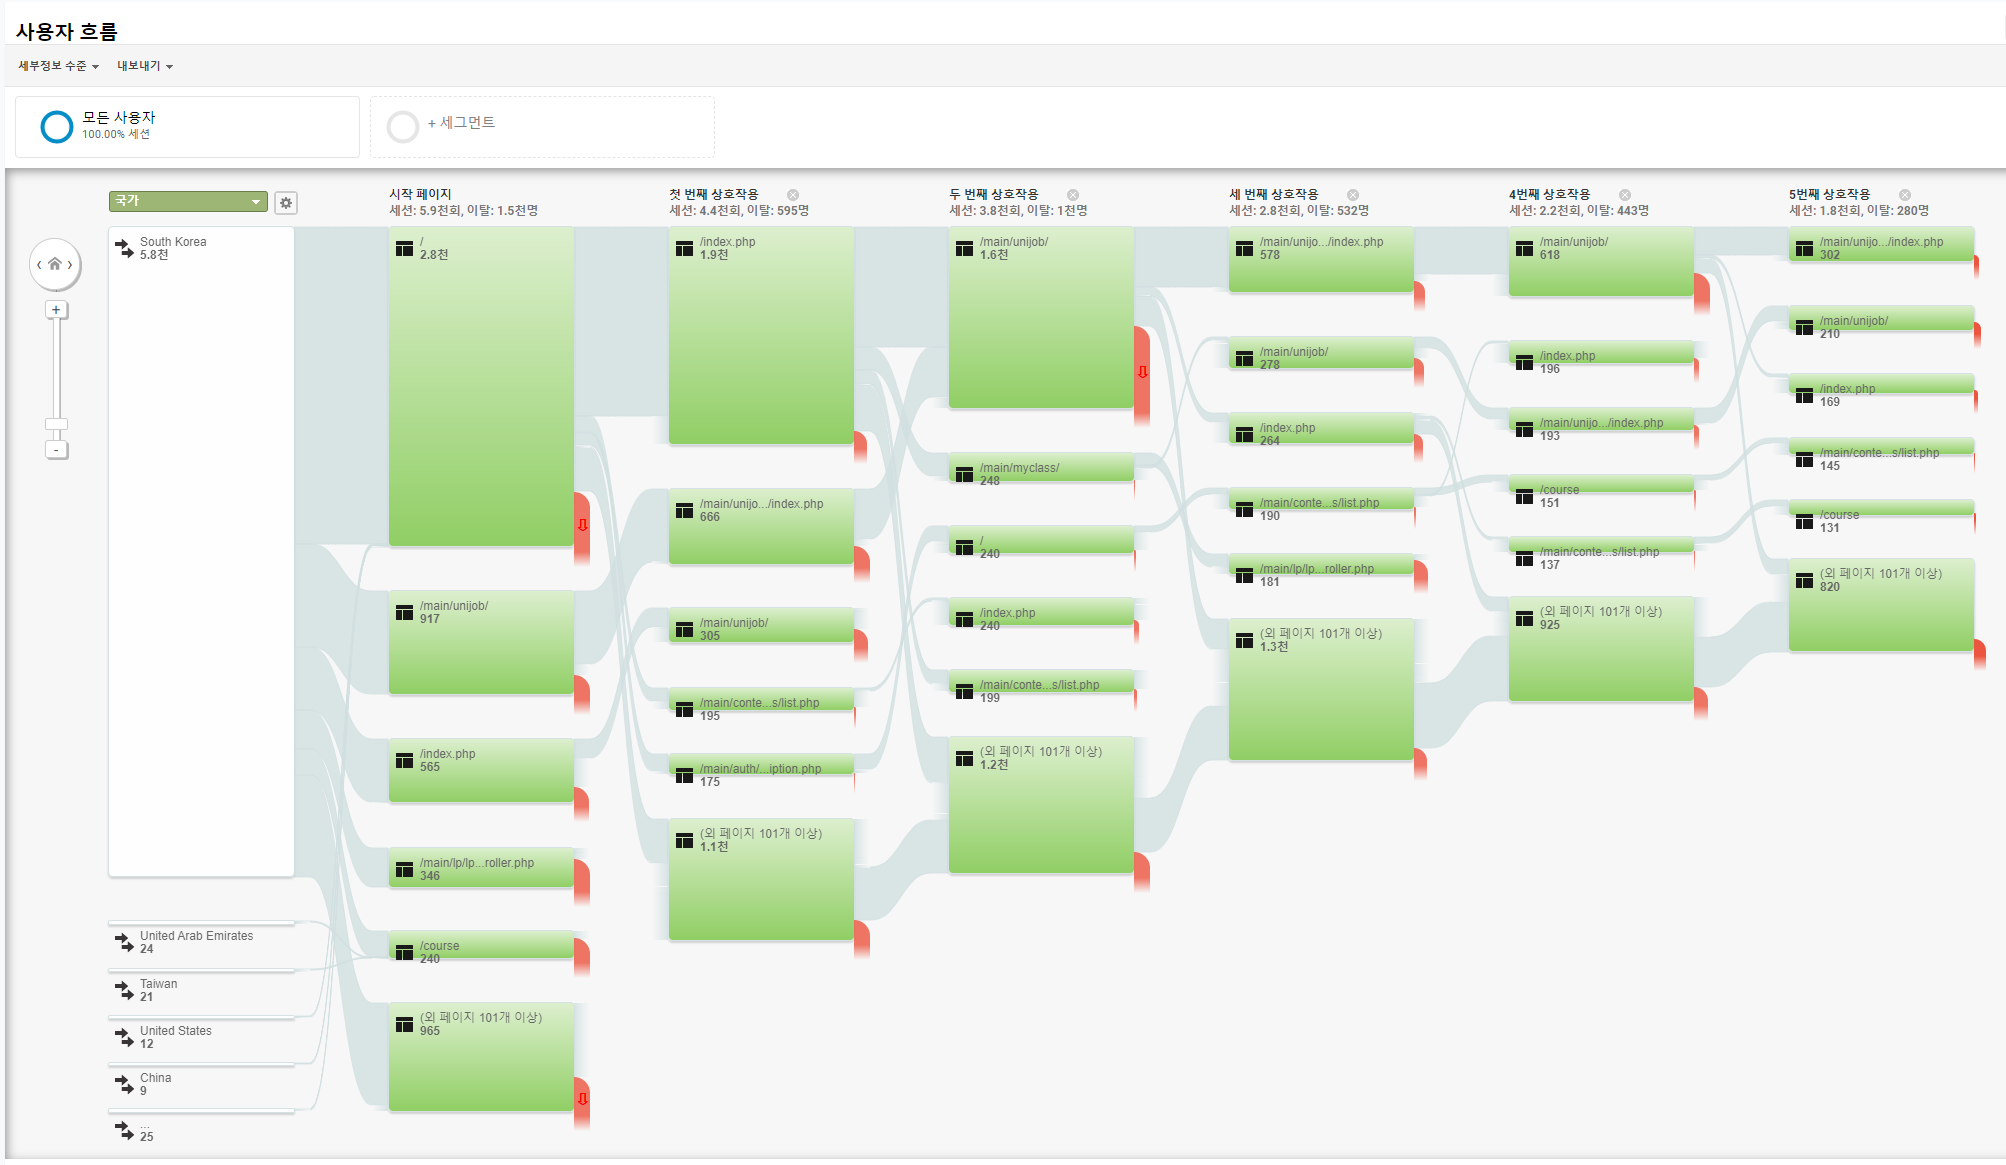 사용자 흐름
세부정보 수준
내보내기
모든 사용자
100.00% 세션
+ 세그먼트
국가
South Korea
5.8천
United Arab Emirates
24
Taiwan
21
United States
12
China
9
...
25
시작 페이지
세션: 5.9천회, 이탈: 1.5천명
/
2.8천
/main/unijob/
917
/index.php
565
/main/lp/lp...roller.php
346
/course
240
(외 페이지 101개 이상)
965
첫 번째 상호작용
세션: 4.4천회, 이탈: 595명
/index.php
1.9천
/main/unijo.../index.php
666
/main/unijob/
305
/main/conte...s/list.php
195
/main/auth/...iption.php
175
(외 페이지 101개 이상)
1.1천
두 번째 상호작용
세션: 3.8천회, 이탈: 1천명
/main/unijob/
1.6천
/main/myclass/
248
/
240
/index.php
240
/main/conte...s/list.php
199
(외 페이지 101개 이상)
1.2천
세 번째 상호작용
세션: 2.8천회, 이탈: 532명
/main/unijo.../index.php
578
/main/unijob/
278
/index.php
264
/main/conte...s/list.php
190
/main/lp/lp...roller.php
181
(외 페이지 101개 이상)
1.3천
4번째 상호작용
세션: 2.2천회, 이탈: 443명
/main/unijob/
618
/index.php
196
/main/unijo.../index.php
193
/course
151
/main/conte...s/list.php
137
(외 페이지 101개 이상)
925
5번째 상호작용
세션: 1.8천회, 이탈: 280명
/main/unijo.../index.php
302
/main/unijob/
210
/index.php
169
/main/conte...s/list.php
145
/course
131
(외 페이지 101개 이상)
820